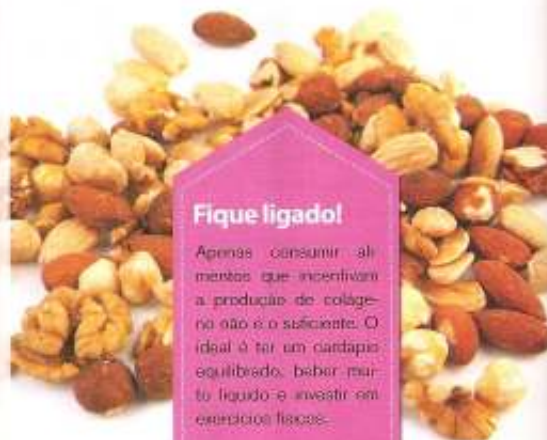 Fique ligado!
Apenas consumir ali-
mentos que incentivam
a produção de coláge-
no não é o suficiente. O
ideal é ter um cardápio
equilibrado, beber mui-
to líquido e investir em
exercícios físicos.